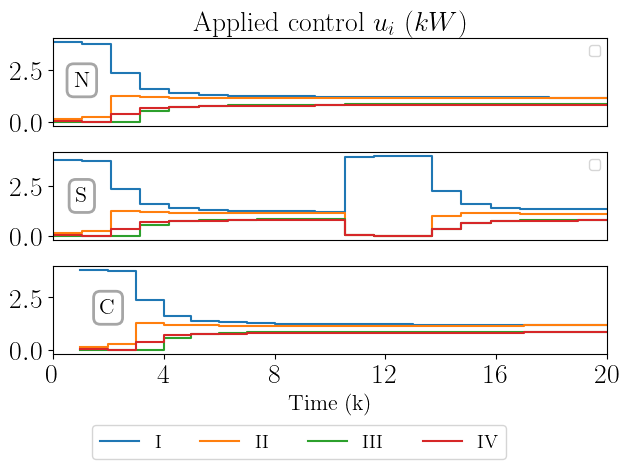 Applied control u_i (kW)
2.5
0.0
N
2.5
0.0
S
2.5
0.0
C
0 4 8 12 16 20
Time (k)
I II III IV